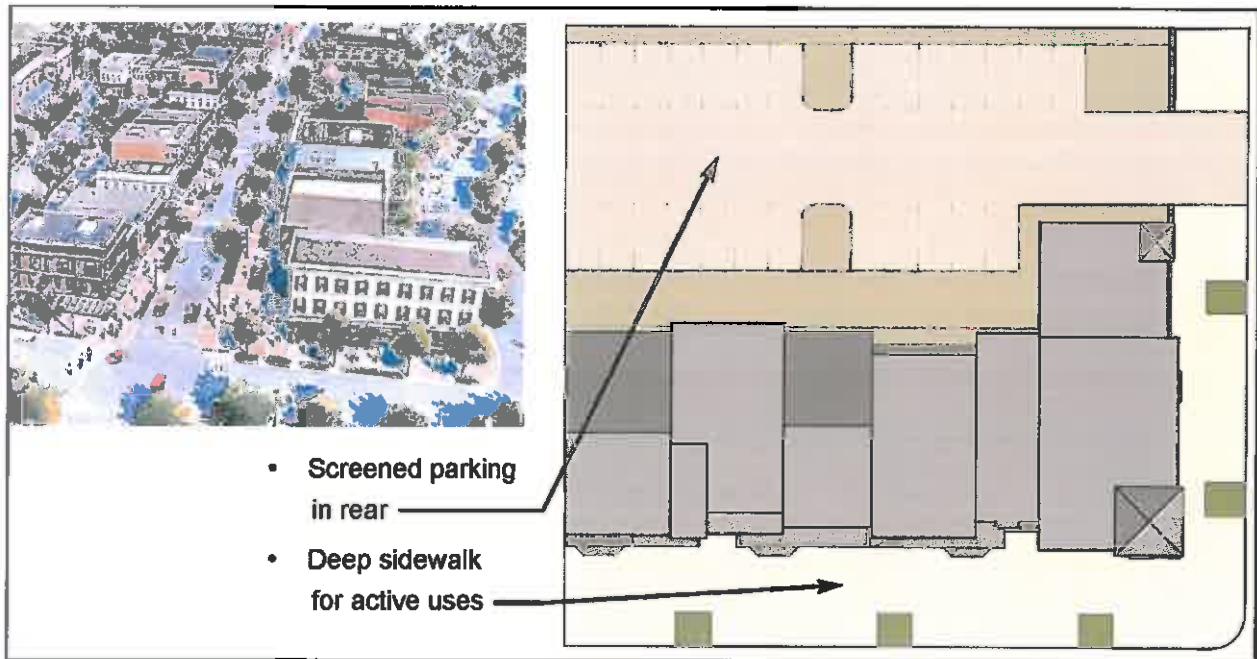 • Screened parking
in rear
• Deep sidewalk
for active uses